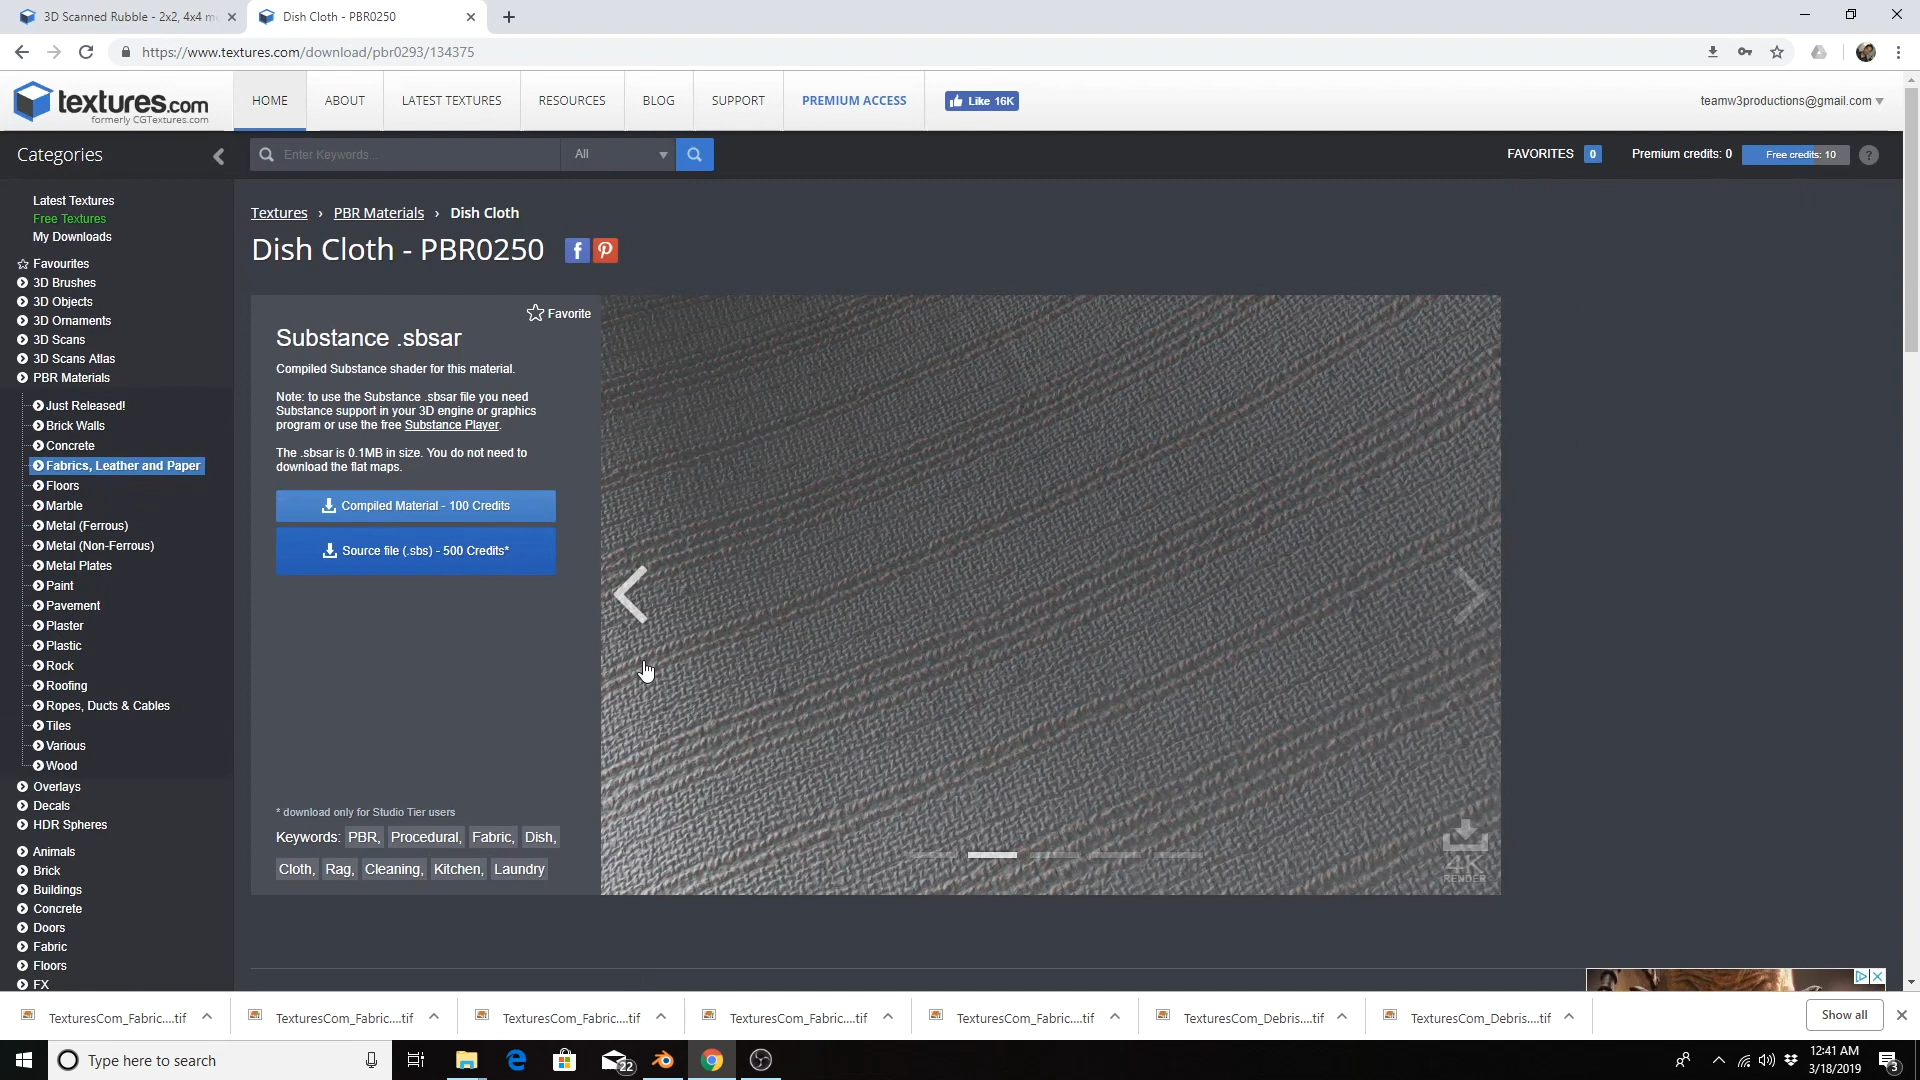 3D Scanned Rubble - 2x2, 4x4 m
Dish Cloth - PBR0250
https://www.textures.com/download/pbr0293/134375
textures.com
formerly CGTextures.com
HOME
ABOUT
LATEST TEXTURES
RESOURCES
BLOG
SUPPORT
PREMIUM ACCESS
Like 16K
teamw3productions@gmail.com
Categories
Enter Keywords...
All
FAVORITES 0
Premium credits: 0
Free credits: 10
?
Latest Textures
Free Textures
My Downloads
Favourites
3D Brushes
3D Objects
3D Ornaments
3D Scans
3D Scans Atlas
PBR Materials
Just Released!
Brick Walls
Concrete
Fabrics, Leather and Paper
Floors
Marble
Metal (Ferrous)
Metal (Non-Ferrous)
Metal Plates
Paint
Pavement
Plaster
Plastic
Rock
Roofing
Ropes, Ducts & Cables
Tiles
Various
Wood
Overlays
Decals
HDR Spheres
Animals
Brick
Buildings
Concrete
Doors
Fabric
Floors
FX
Textures › PBR Materials › Dish Cloth
Dish Cloth - PBR0250
Favorite
Substance .sbsar
Compiled Substance shader for this material.
Note: to use the Substance .sbsar file you need
Substance support in your 3D engine or graphics
program or use the free Substance Player.
The .sbsar is 0.1MB in size. You do not need to
download the flat maps.
Compiled Material - 100 Credits
Source file (.sbs) - 500 Credits*
* download only for Studio Tier users
Keywords: PBR, Procedural, Fabric, Dish,
Cloth, Rag, Cleaning, Kitchen, Laundry
4K
RENDER
TexturesCom_Fabric....tif
TexturesCom_Fabric....tif
TexturesCom_Fabric....tif
TexturesCom_Fabric....tif
TexturesCom_Fabric....tif
TexturesCom_Debris....tif
TexturesCom_Debris....tif
Show all
Type here to search
22
12:41 AM
3/18/2019
3